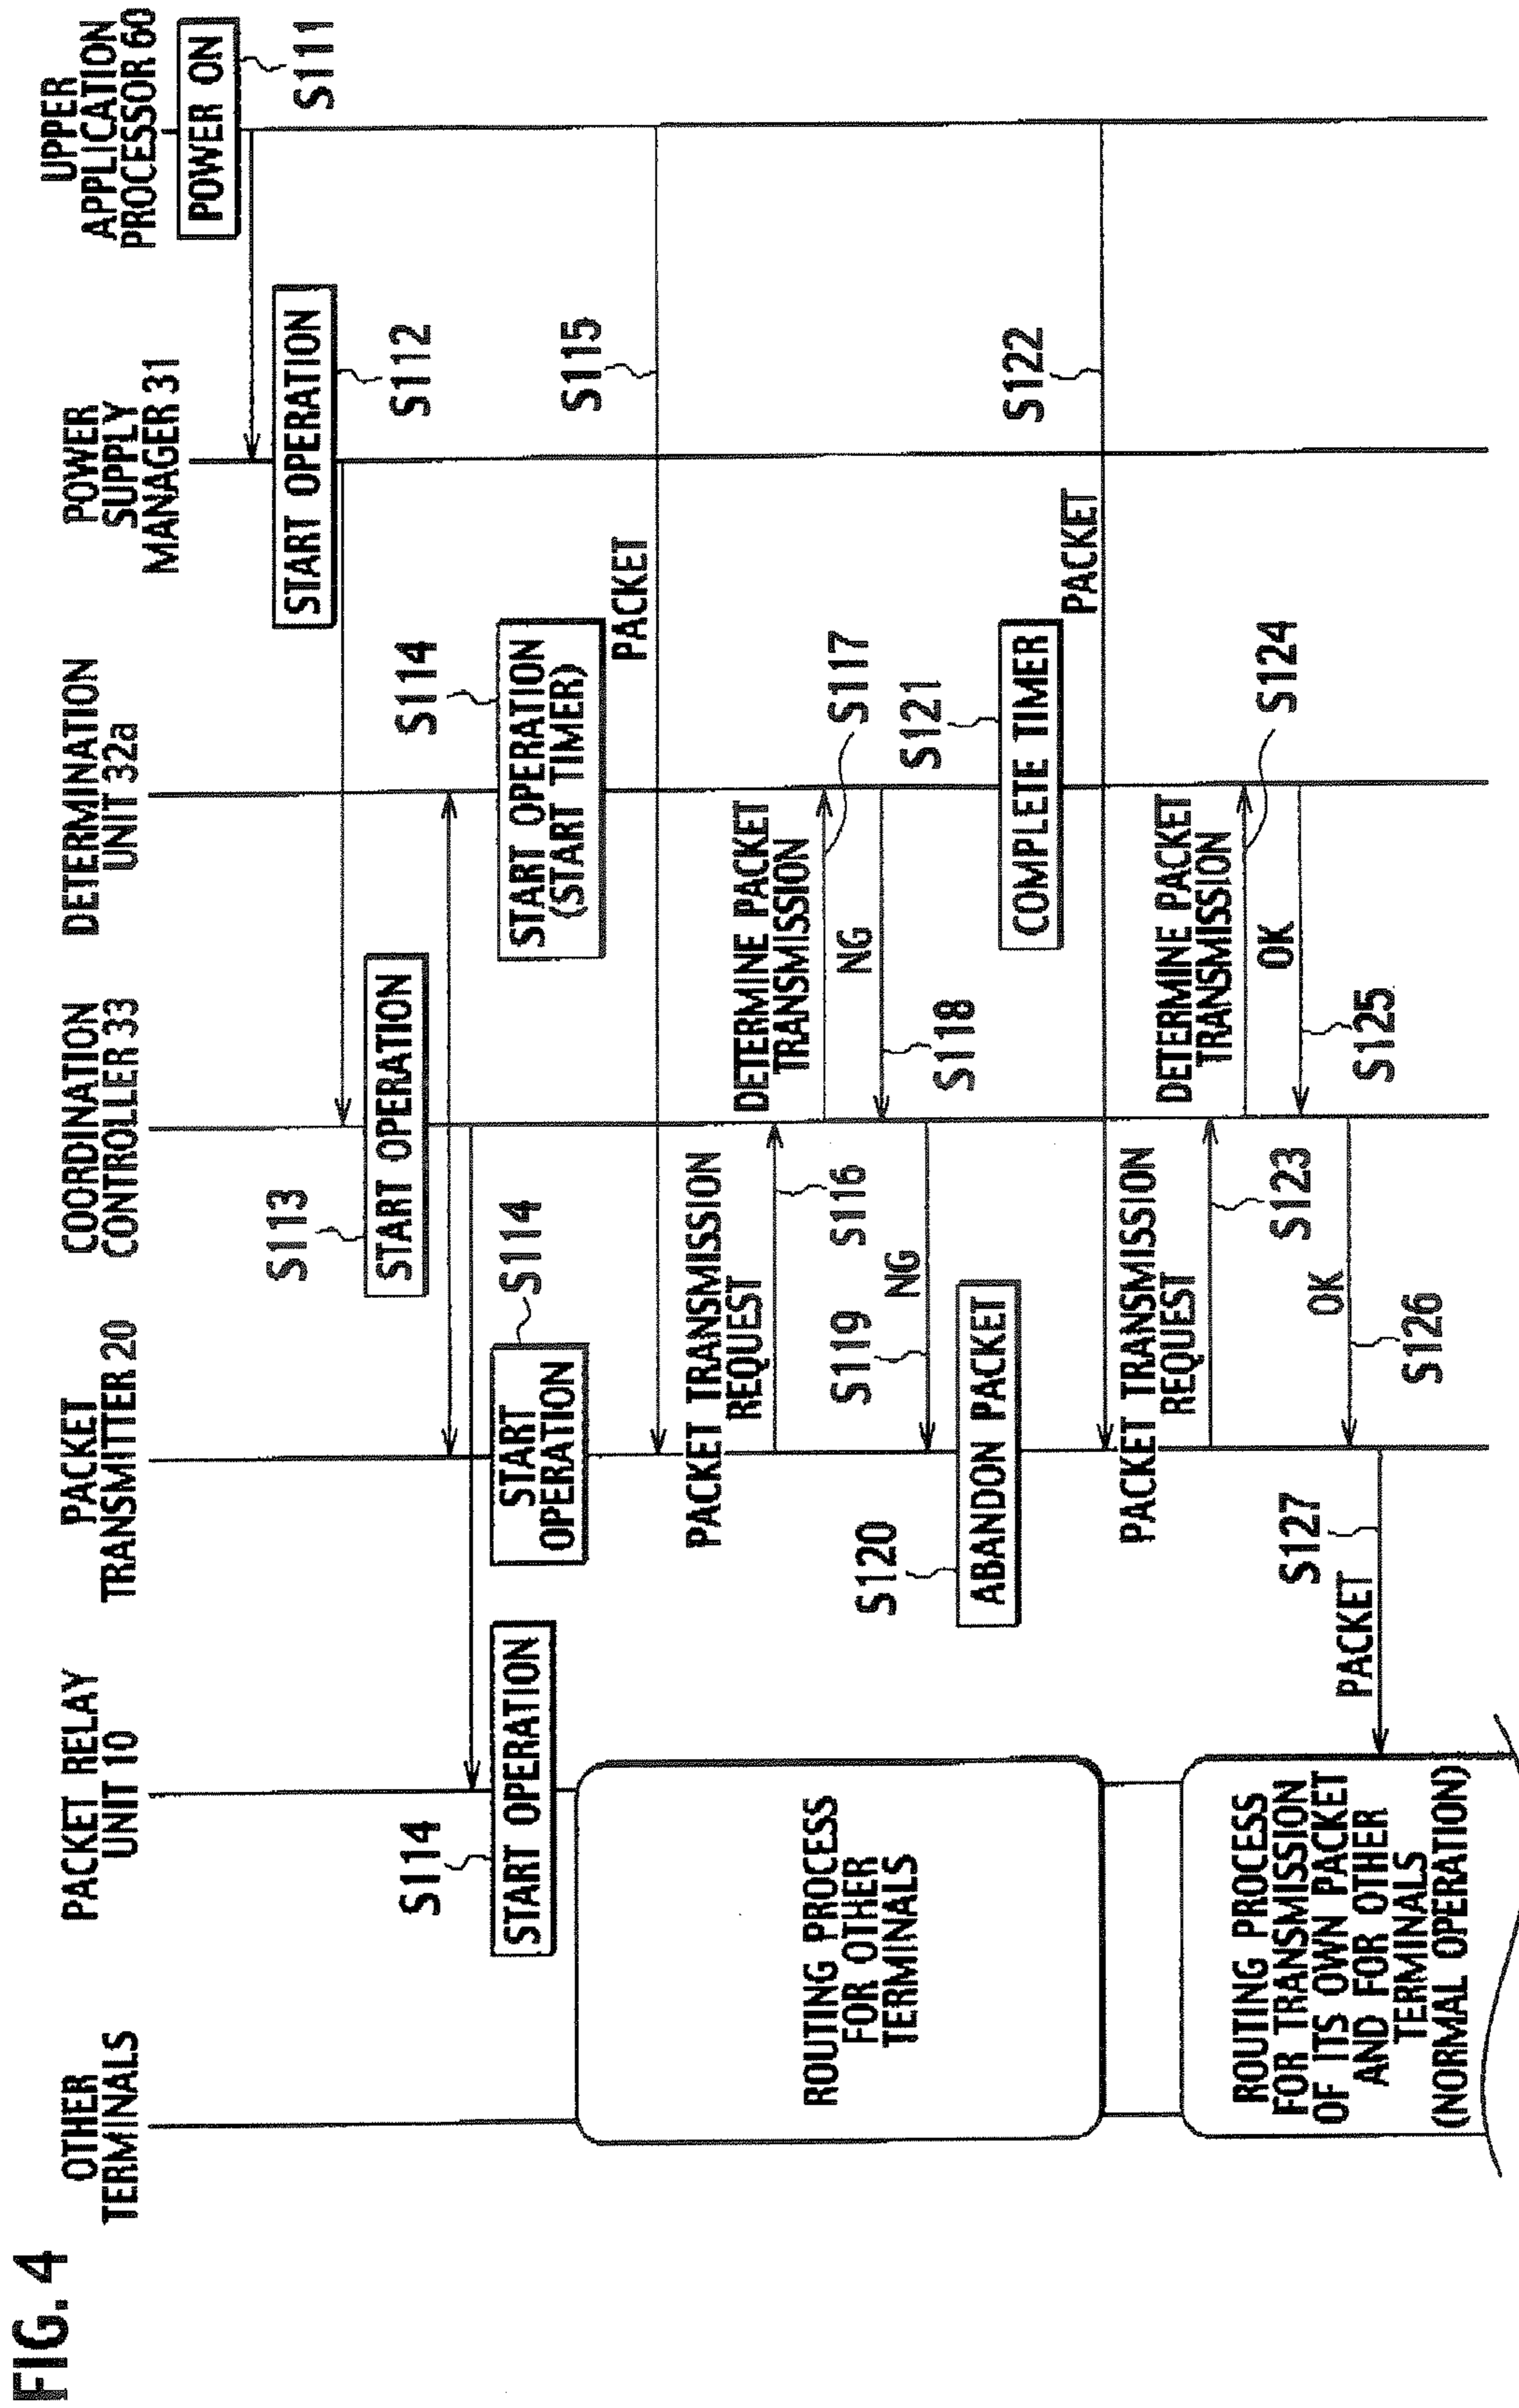 FIG. 4
OTHER
TERMINALS
PACKET RELAY
UNIT 10
PACKET
TRANSMITTER 20
COORDINATION
CONTROLLER 33
DETERMINATION
UNIT 32a
POWER
SUPPLY
MANAGER 31
UPPER
APPLICATION
PROCESSOR 60
POWER ON
S111
START OPERATION
S112
S113
START OPERATION
S114
START OPERATION
S114
START
OPERATION
S114
START OPERATION
(START TIMER)
PACKET
S115
ROUTING PROCESS
FOR OTHER
TERMINALS
PACKET TRANSMISSION
REQUEST
S116
DETERMINE PACKET
TRANSMISSION
S117
NG
S118
S119
NG
S120
ABANDON PACKET
S121
COMPLETE TIMER
PACKET
S122
PACKET TRANSMISSION
REQUEST
S123
DETERMINE PACKET
TRANSMISSION
S124
OK
S125
OK
S126
S127
PACKET
ROUTING PROCESS
FOR TRANSMISSION
OF ITS OWN PACKET
AND FOR OTHER
TERMINALS
(NORMAL OPERATION)